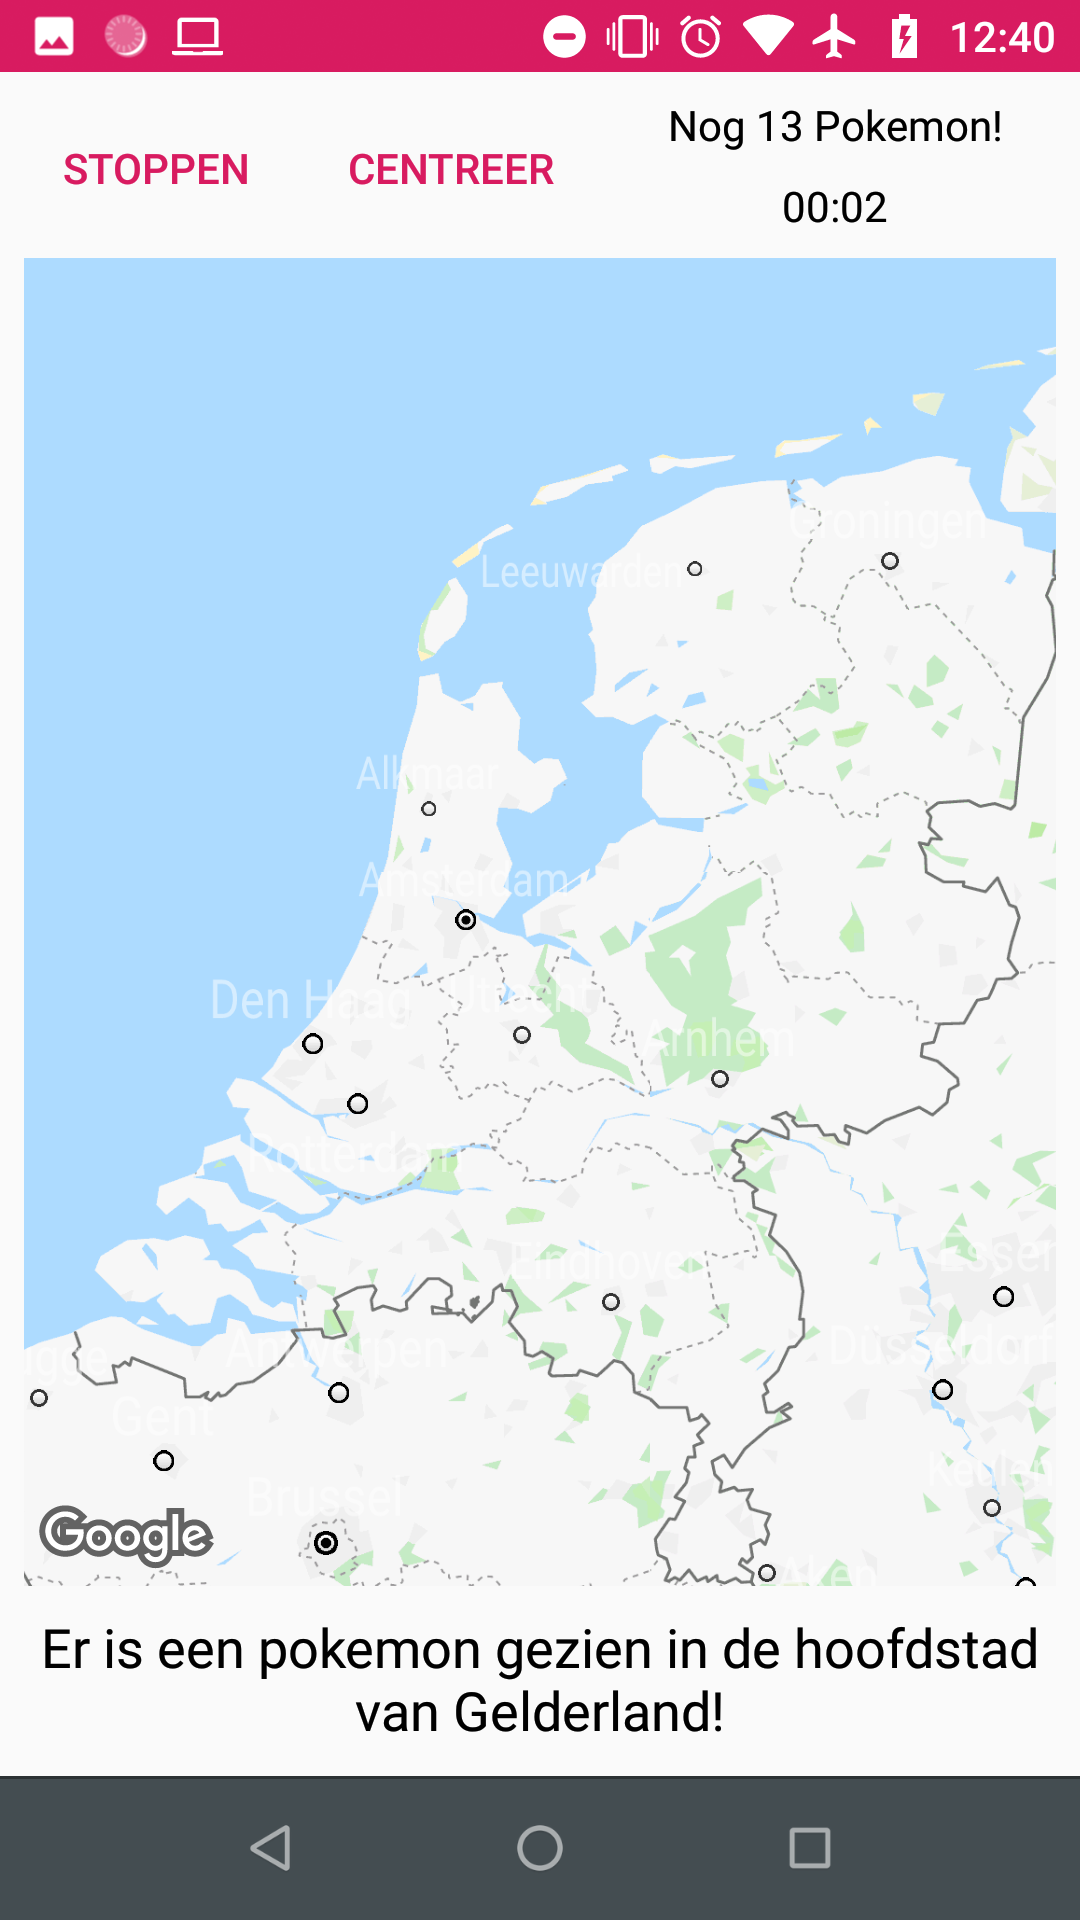 12:40
STOPPEN
CENTREER
Nog 13 Pokemon!
00:02
Groningen
Leeuwarden
Alkmaar
Amsterdam
Den Haag
Utrecht
Arnhem
Rotterdam
Eindhoven
Essen
Düsseldorf
Antwerpen
ugge
Gent
Keulen
Brussel
Google
Aken
Er is een pokemon gezien in de hoofdstad
van Gelderland!